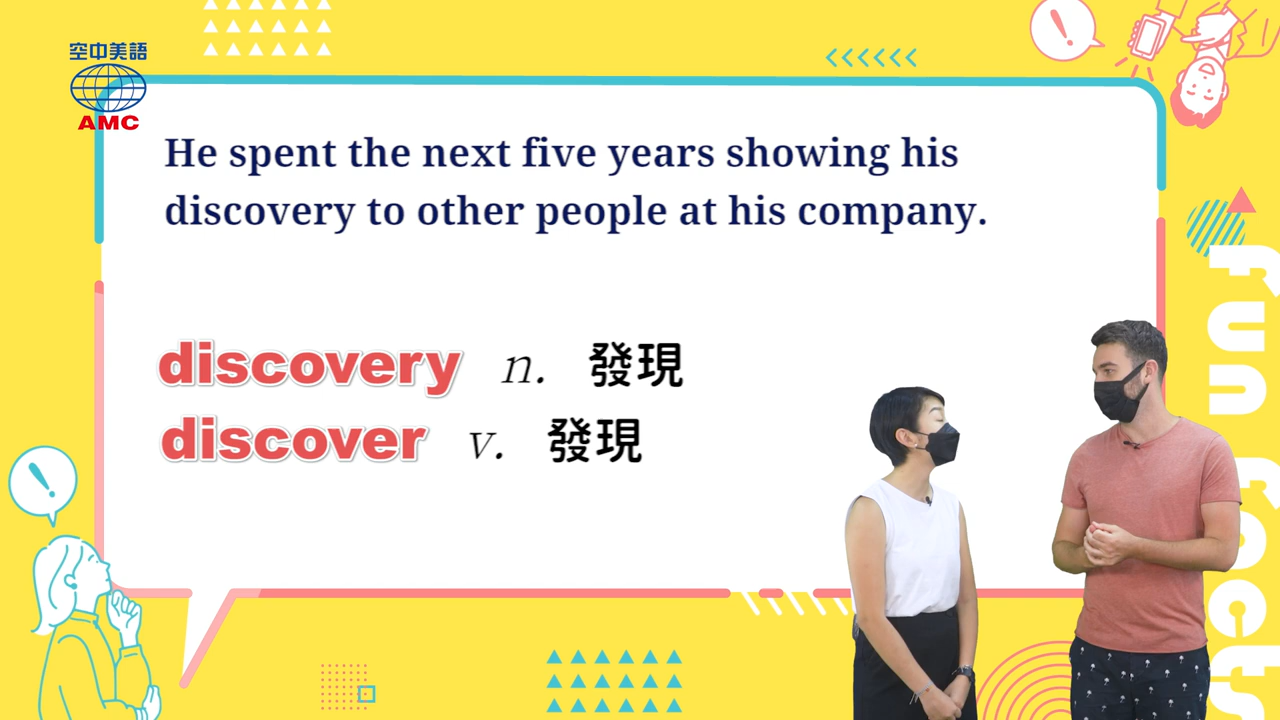 空中美語
AMC
He spent the next five years showing his
discovery to other people at his company.
discovery n. 發現
discover v. 發現
fun facts